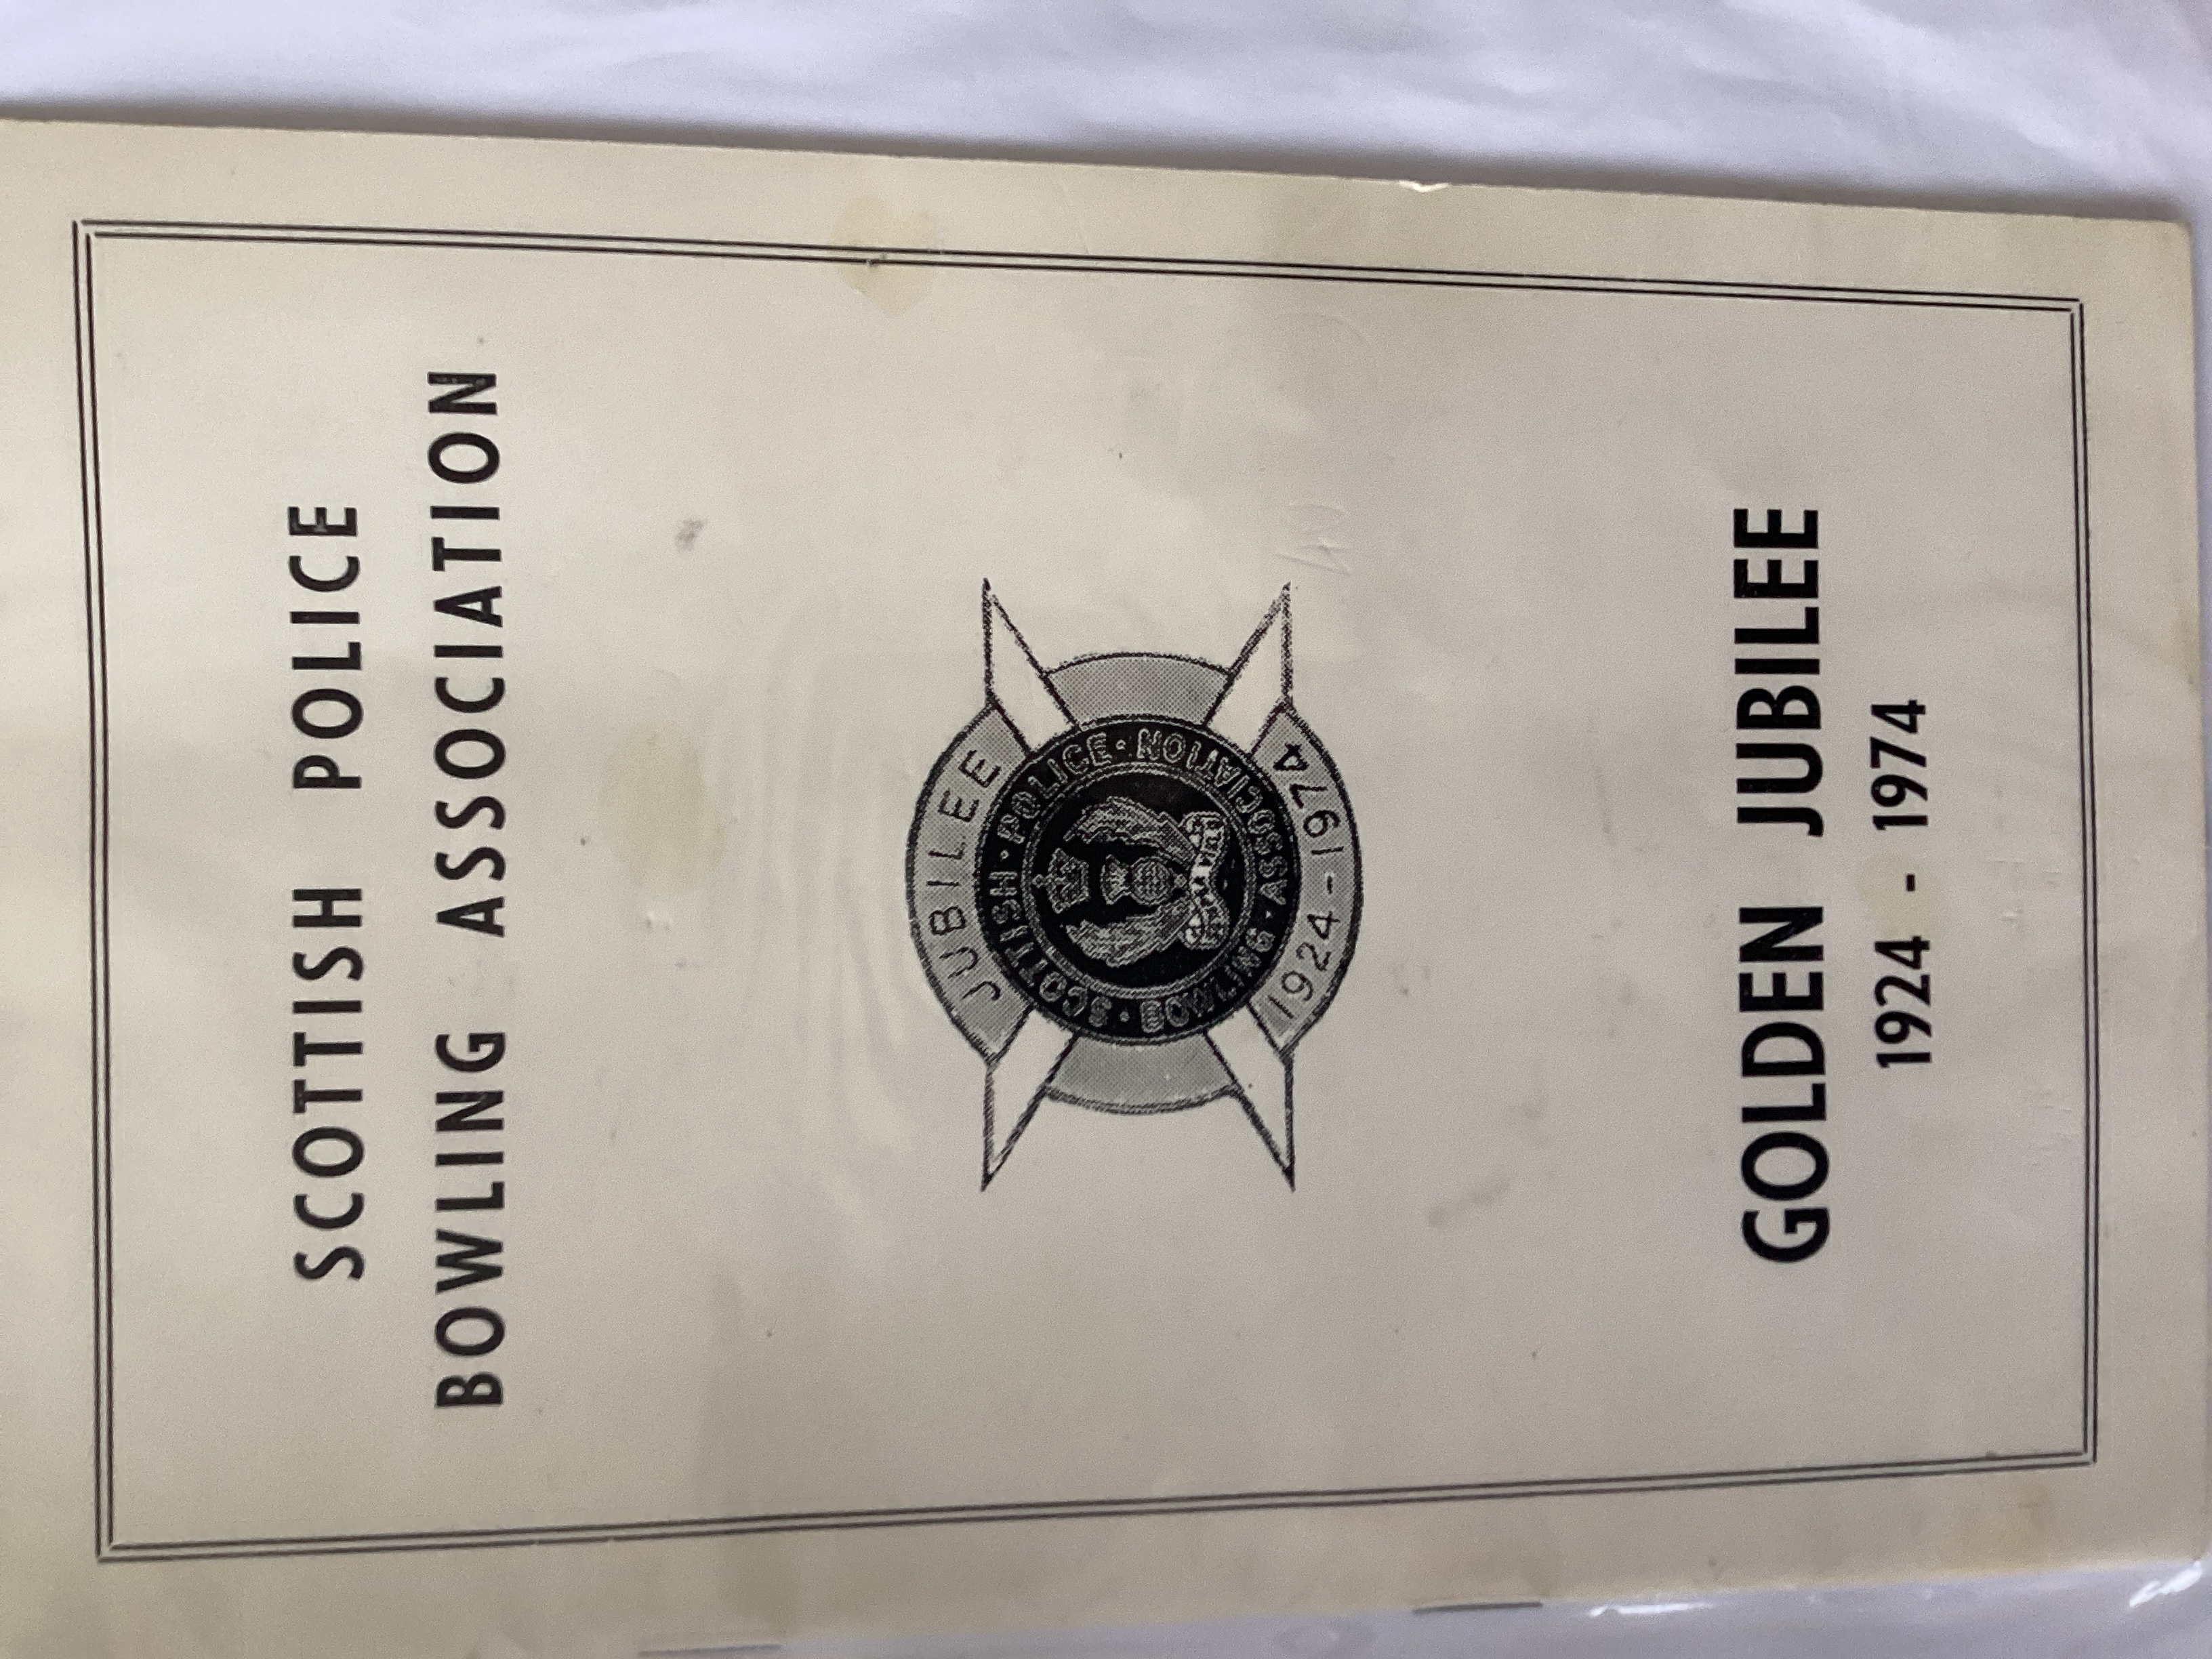 SCOTTISH POLICE
BOWLING ASSOCIATION
JUBILEE
SCOTTISH · POLICE ·
BOWLING · ASSOCIATION
1924-1974
GOLDEN JUBILEE
1924 - 1974